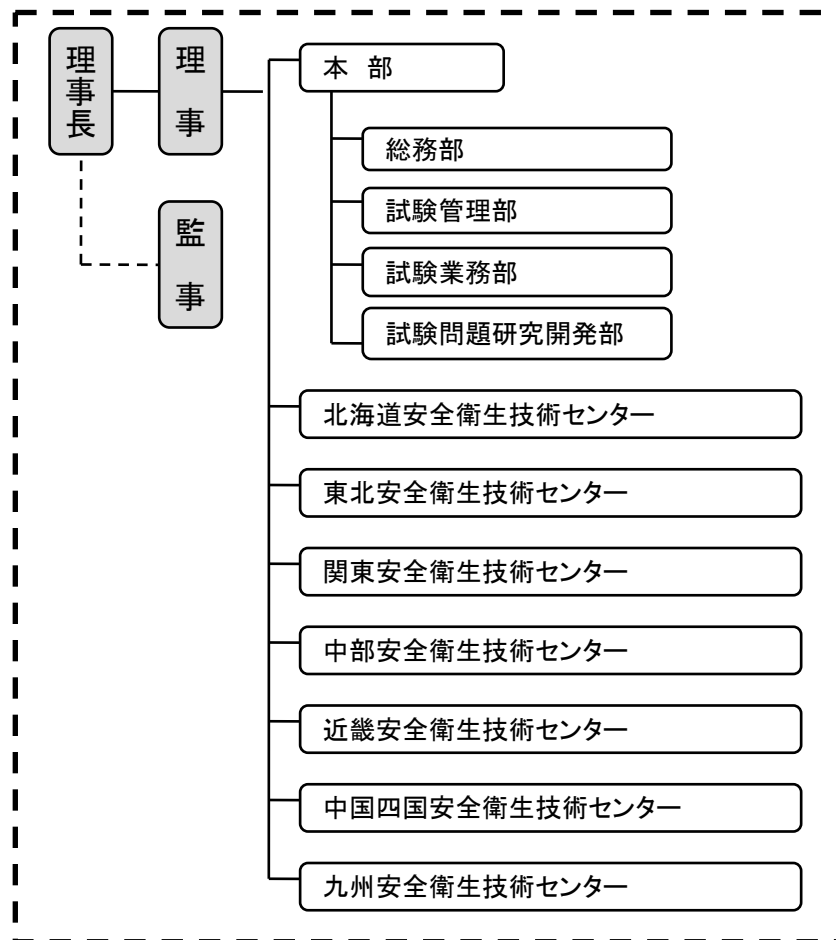 理事長
理事
監事
本 部
総務部
試験管理部
試験業務部
試験問題研究開発部
北海道安全衛生技術センター
東北安全衛生技術センター
関東安全衛生技術センター
中部安全衛生技術センター
近畿安全衛生技術センター
中国四国安全衛生技術センター
九州安全衛生技術センター